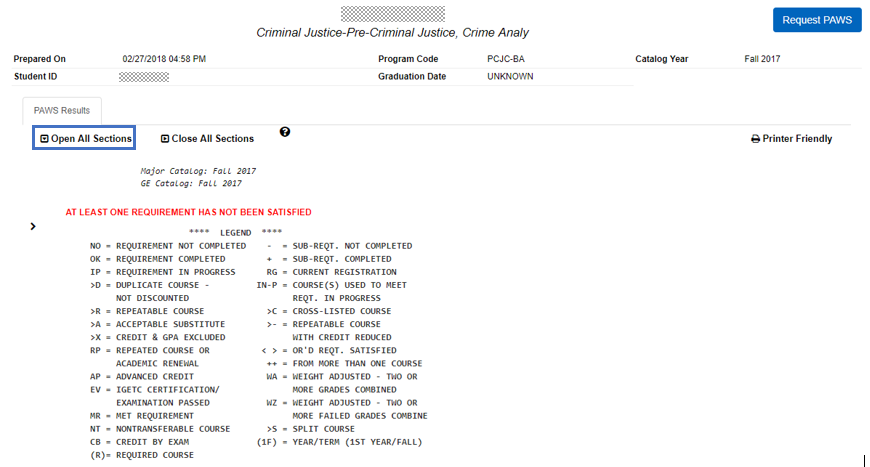 Request PAWS
Criminal Justice-Pre-Criminal Justice, Crime Analy
Prepared On 02/27/2018 04:58 PM Program Code PCJC-BA Catalog Year Fall 2017
Student ID Graduation Date UNKNOWN
PAWS Results
Open All Sections Close All Sections ? Printer Friendly
Major Catalog: Fall 2017
GE Catalog: Fall 2017
AT LEAST ONE REQUIREMENT HAS NOT BEEN SATISFIED
**** LEGEND ****
NO = REQUIREMENT NOT COMPLETED - = SUB-REQT. NOT COMPLETED
OK = REQUIREMENT COMPLETED + = SUB-REQT. COMPLETED
IP = REQUIREMENT IN PROGRESS RG = CURRENT REGISTRATION
>D = DUPLICATE COURSE - IN-P = COURSE(S) USED TO MEET
NOT DISCOUNTED REQT. IN PROGRESS
>R = REPEATABLE COURSE >C = CROSS-LISTED COURSE
>A = ACCEPTABLE SUBSTITUTE >- = REPEATABLE COURSE
>X = CREDIT & GPA EXCLUDED WITH CREDIT REDUCED
RP = REPEATED COURSE OR < > = OR'D REQT. SATISFIED
ACADEMIC RENEWAL ++ = FROM MORE THAN ONE COURSE
AP = ADVANCED CREDIT WA = WEIGHT ADJUSTED - TWO OR
EV = IGETC CERTIFICATION/ MORE GRADES COMBINED
EXAMINATION PASSED WZ = WEIGHT ADJUSTED - TWO OR
MR = MET REQUIREMENT MORE FAILED GRADES COMBINE
NT = NONTRANSFERABLE COURSE >S = SPLIT COURSE
CB = CREDIT BY EXAM (1F) = YEAR/TERM (1ST YEAR/FALL)
(R)= REQUIRED COURSE